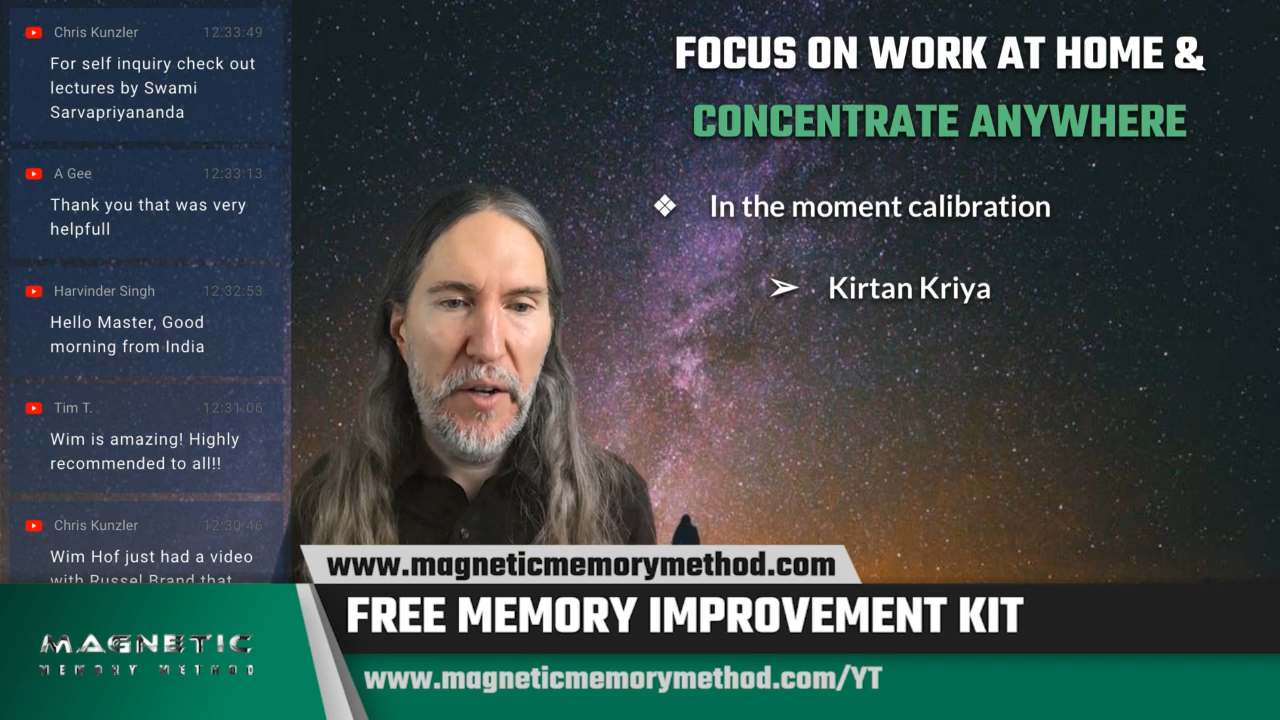 Chris Kunzler 12:33:49
For self inquiry check out
lectures by Swami
Sarvapriyananda
A Gee 12:33:13
Thank you that was very
helpfull
Harvinder Singh 12:32:53
Hello Master, Good
morning from India
Tim T. 12:31:06
Wim is amazing! Highly
recommended to all!!
Chris Kunzler 12:30:46
Wim Hof just had a video
with Russel Brand that
FOCUS ON WORK AT HOME &
CONCENTRATE ANYWHERE
❖ In the moment calibration
➢ Kirtan Kriya
www.magneticmemorymethod.com
FREE MEMORY IMPROVEMENT KIT
www.magneticmemorymethod.com/YT
MAGNETIC
MEMORY METHOD